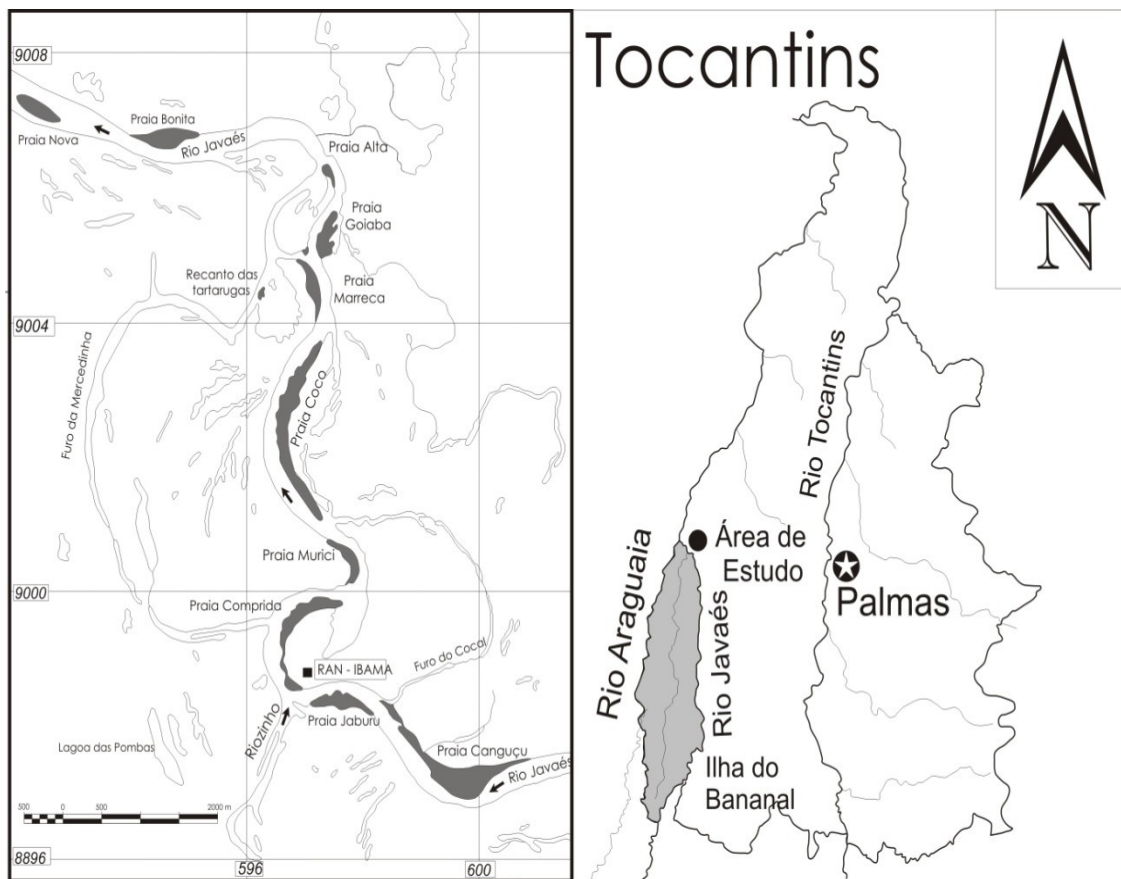 9008
Praia Bonita
Praia Nova
Rio Javaés
Praia Alta
Praia
Goiaba
Recanto das
tartarugas
Praia
Marreca
9004
Furo da Mercedinha
Praia Coco
Praia Murici
9000
Praia Comprida
RAN - IBAMA
Furo do Cocal
Riozinho
Praia Jaburu
Lagoa das Pombas
Praia Canguçu
Rio Javaés
500 0 500 2000 m
8896
596
600
Tocantins
N
Rio Tocantins
Rio Araguaia
Área de
Estudo
Palmas
Rio Javaés
Ilha do
Bananal